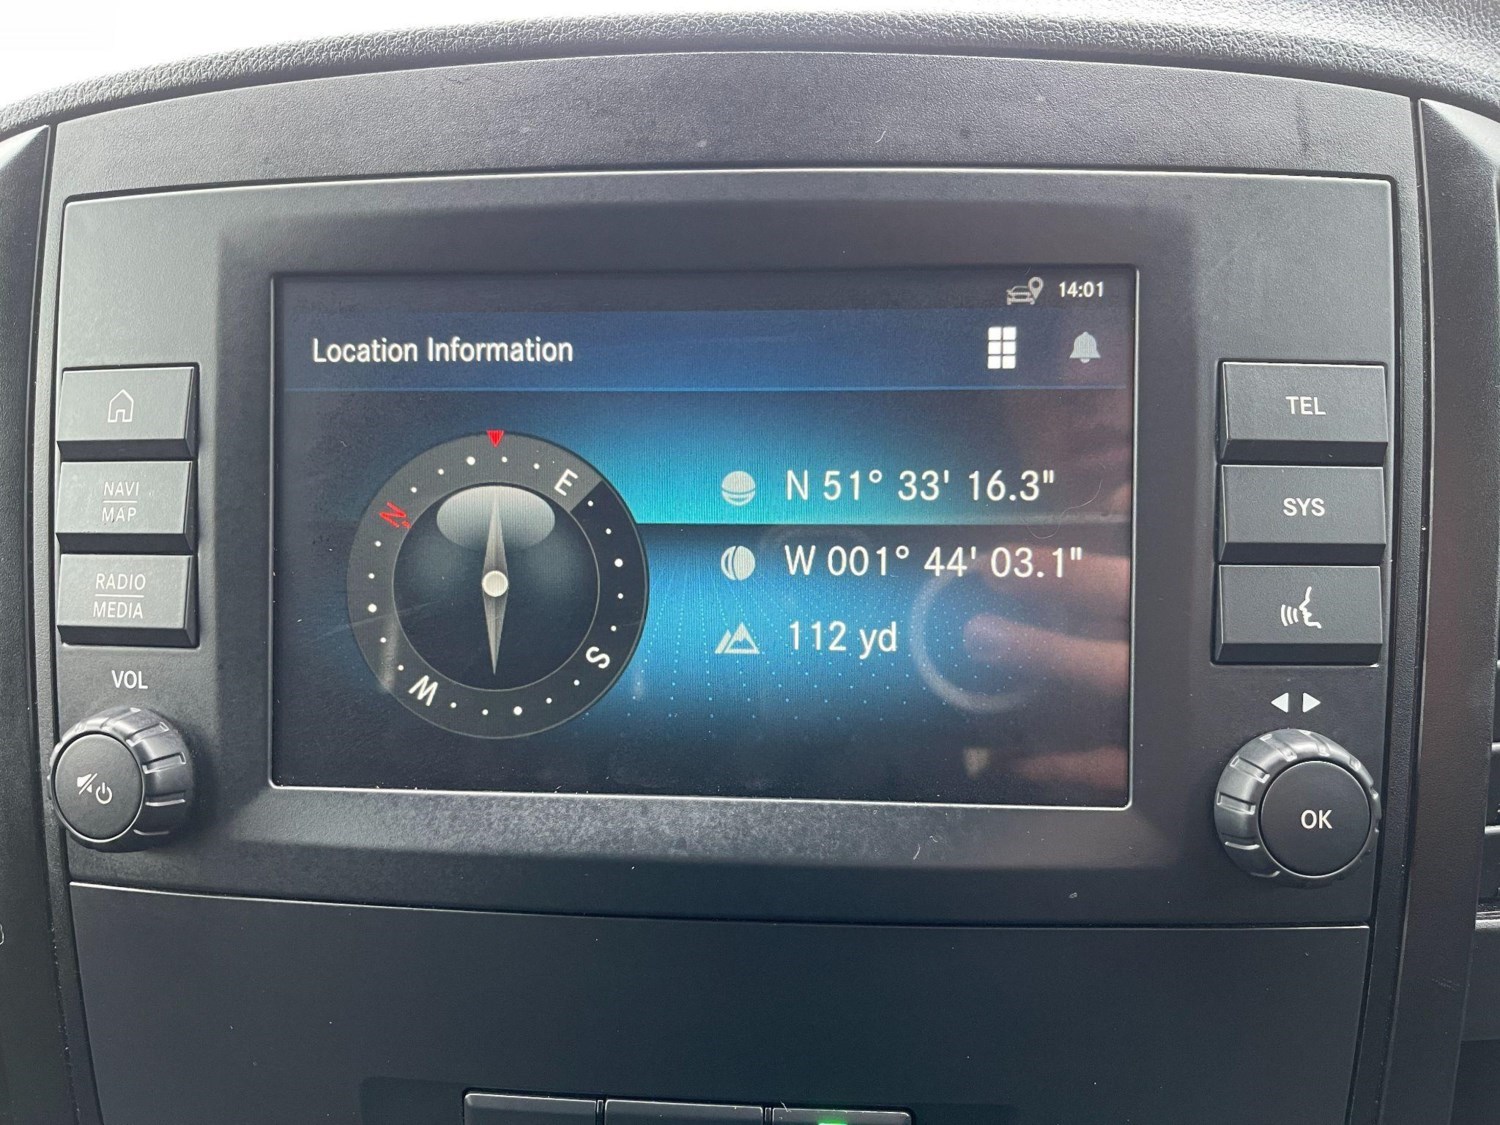 14:01
Location Information
N
E
S
W
N 51° 33' 16.3"
W 001° 44' 03.1"
112 yd
NAVI
MAP
RADIO
MEDIA
VOL
TEL
SYS
OK